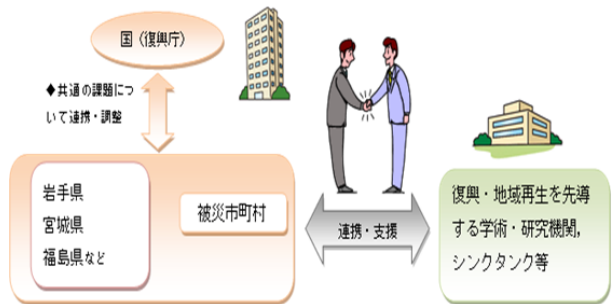 国（復興庁）
◆共通の課題につ
いて連携・調整
岩手県
宮城県
福島県など
被災市町村
連携・支援
復興・地域再生を先導
する学術・研究機関,
シンクタンク等